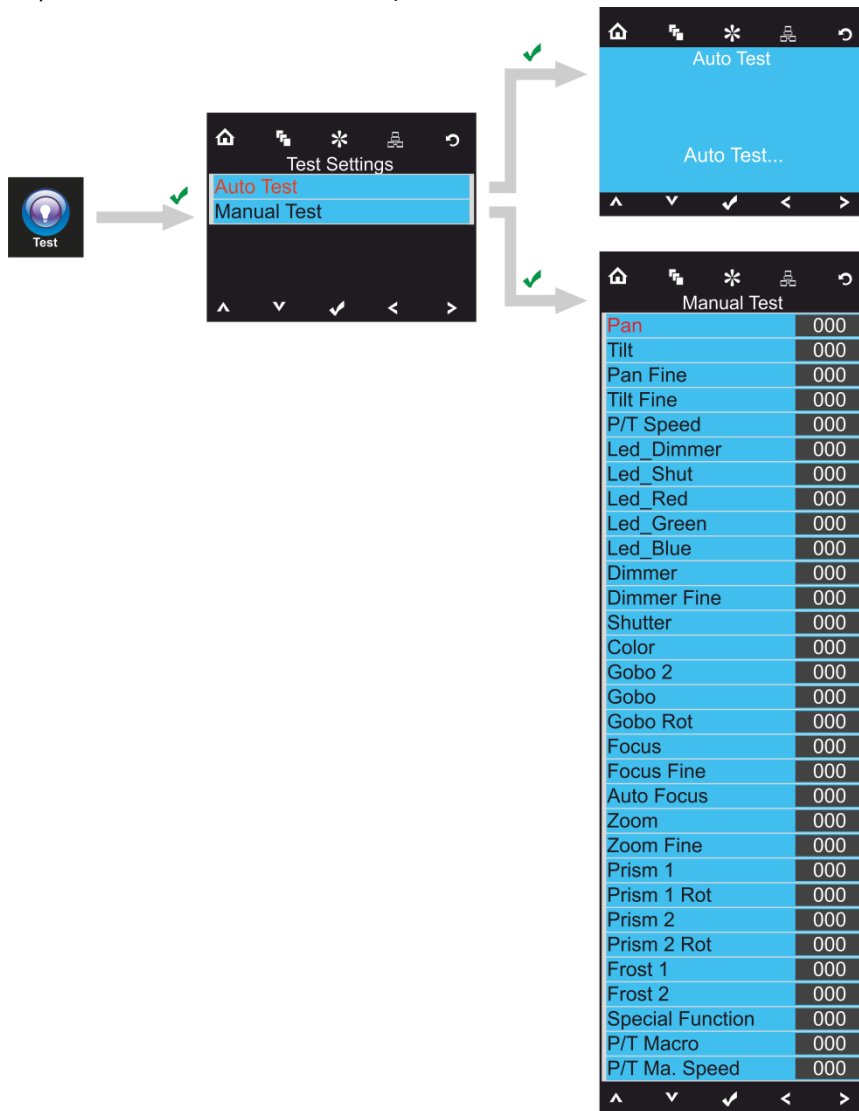 Test
Test Settings
Auto Test
Manual Test
Auto Test
Auto Test...
Manual Test
Pan 000
Tilt 000
Pan Fine 000
Tilt Fine 000
P/T Speed 000
Led_Dimmer 000
Led_Shut 000
Led_Red 000
Led_Green 000
Led_Blue 000
Dimmer 000
Dimmer Fine 000
Shutter 000
Color 000
Gobo 2 000
Gobo 000
Gobo Rot 000
Focus 000
Focus Fine 000
Auto Focus 000
Zoom 000
Zoom Fine 000
Prism 1 000
Prism 1 Rot 000
Prism 2 000
Prism 2 Rot 000
Frost 1 000
Frost 2 000
Special Function 000
P/T Macro 000
P/T Ma. Speed 000